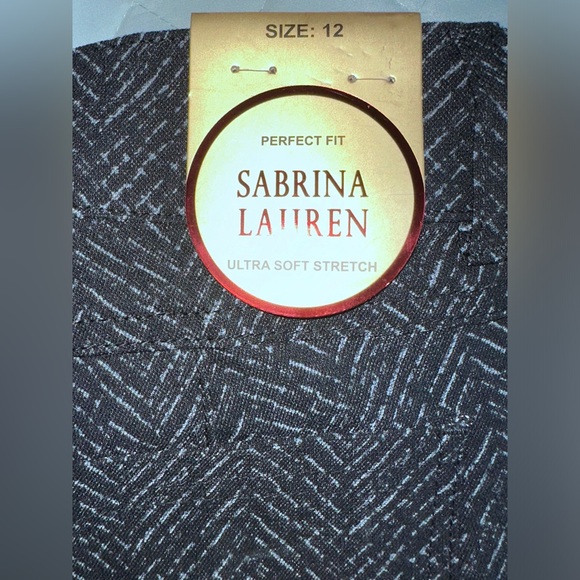 SIZE: 12
PERFECT FIT
SABRINA
LAUREN
ULTRA SOFT STRETCH